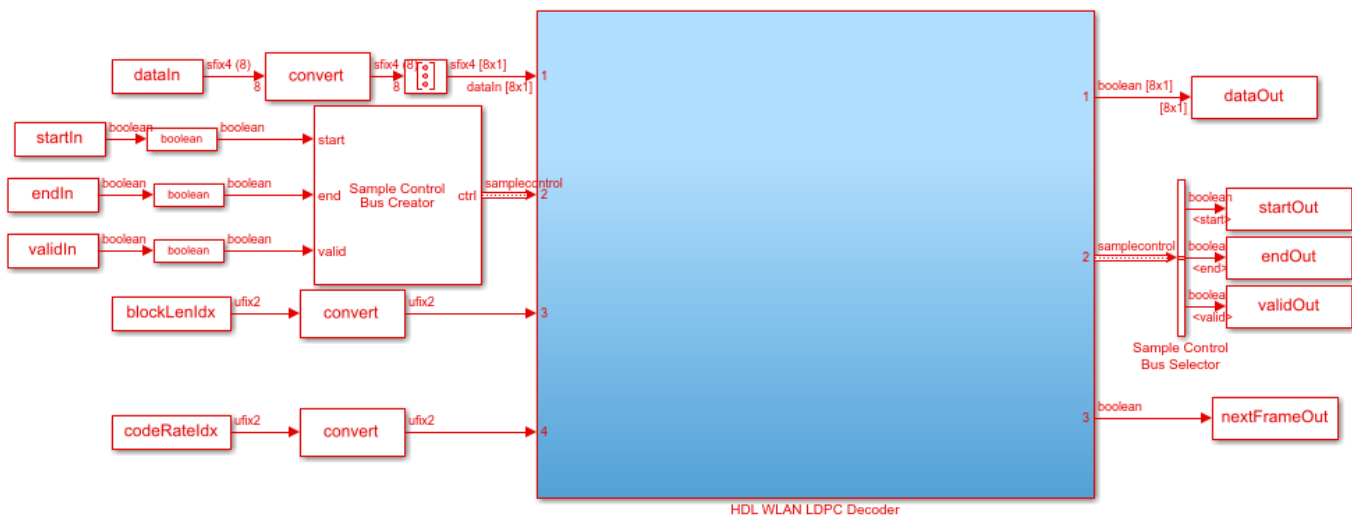 dataIn
sfix4 (8)
8
convert
sfix4 (8)
8
sfix4 [8x1]
dataIn [8x1]
1
startIn
boolean
boolean
boolean
start
endIn
boolean
boolean
boolean
end
Sample Control
Bus Creator
ctrl
samplecontrol
2
validIn
boolean
boolean
boolean
valid
blockLenIdx
ufix2
convert
ufix2
3
codeRateIdx
ufix2
convert
ufix2
4
HDL WLAN LDPC Decoder
1
boolean [8x1]
[8x1]
dataOut
2
samplecontrol
boolean
<start>
startOut
boolea
<end>
endOut
boolean
<valid>
validOut
Sample Control
Bus Selector
3
boolean
nextFrameOut